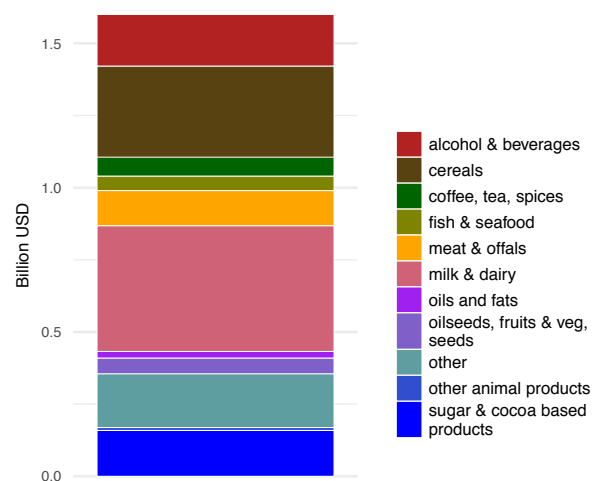 1.5
1.0
0.5
0.0
Billion USD
alcohol & beverages
cereals
coffee, tea, spices
fish & seafood
meat & offals
milk & dairy
oils and fats
oilseeds, fruits & veg,
seeds
other
other animal products
sugar & cocoa based
products